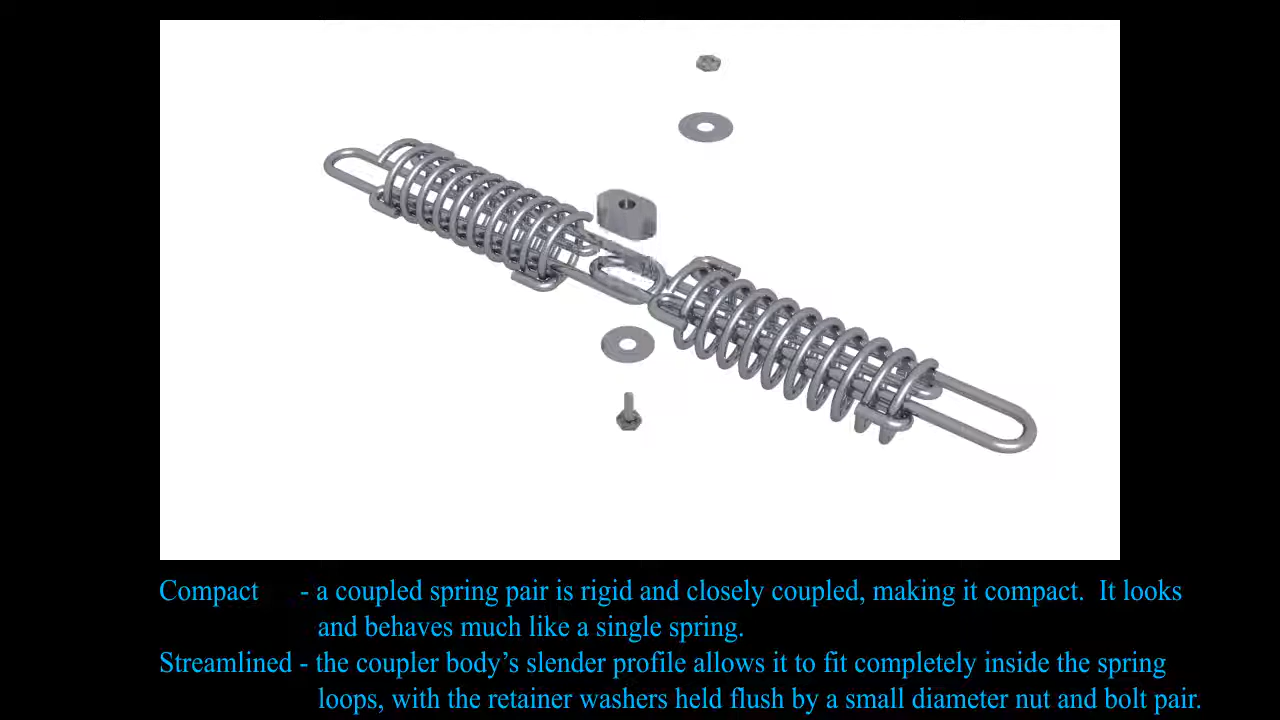 Compact - a coupled spring pair is rigid and closely coupled, making it compact. It looks
and behaves much like a single spring.
Streamlined - the coupler body’s slender profile allows it to fit completely inside the spring
loops, with the retainer washers held flush by a small diameter nut and bolt pair.